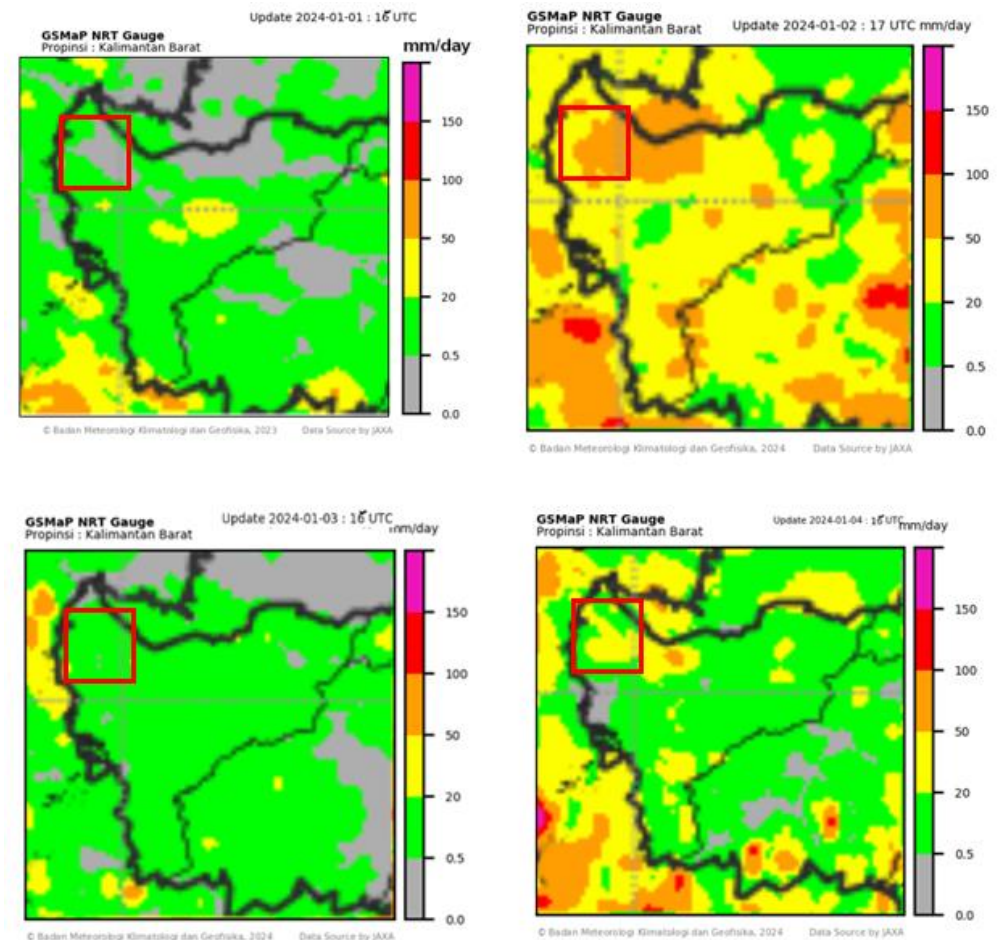 Update 2024-01-01 : 16 UTC
GSMaP NRT Gauge
Propinsi : Kalimantan Barat
mm/day
150
100
50
20
0.5
0.0
© Badan Meteorologi Klimatologi dan Geofisika, 2023 Data Source by JAXA
GSMaP NRT Gauge
Propinsi : Kalimantan Barat
Update 2024-01-02 : 17 UTC mm/day
150
100
50
20
0.5
0.0
© Badan Meteorologi Klimatologi dan Geofisika, 2024 Data Source by JAXA
GSMaP NRT Gauge
Propinsi : Kalimantan Barat
Update 2024-01-03 : 16 UTC
mm/day
150
100
50
20
0.5
0.0
© Badan Meteorologi Klimatologi dan Geofisika, 2024 Data Source by JAXA
GSMaP NRT Gauge
Propinsi : Kalimantan Barat
Update 2024-01-04 : 16 UTC
mm/day
150
100
50
20
0.5
0.0
© Badan Meteorologi Klimatologi dan Geofisika, 2024 Data Source by JAXA